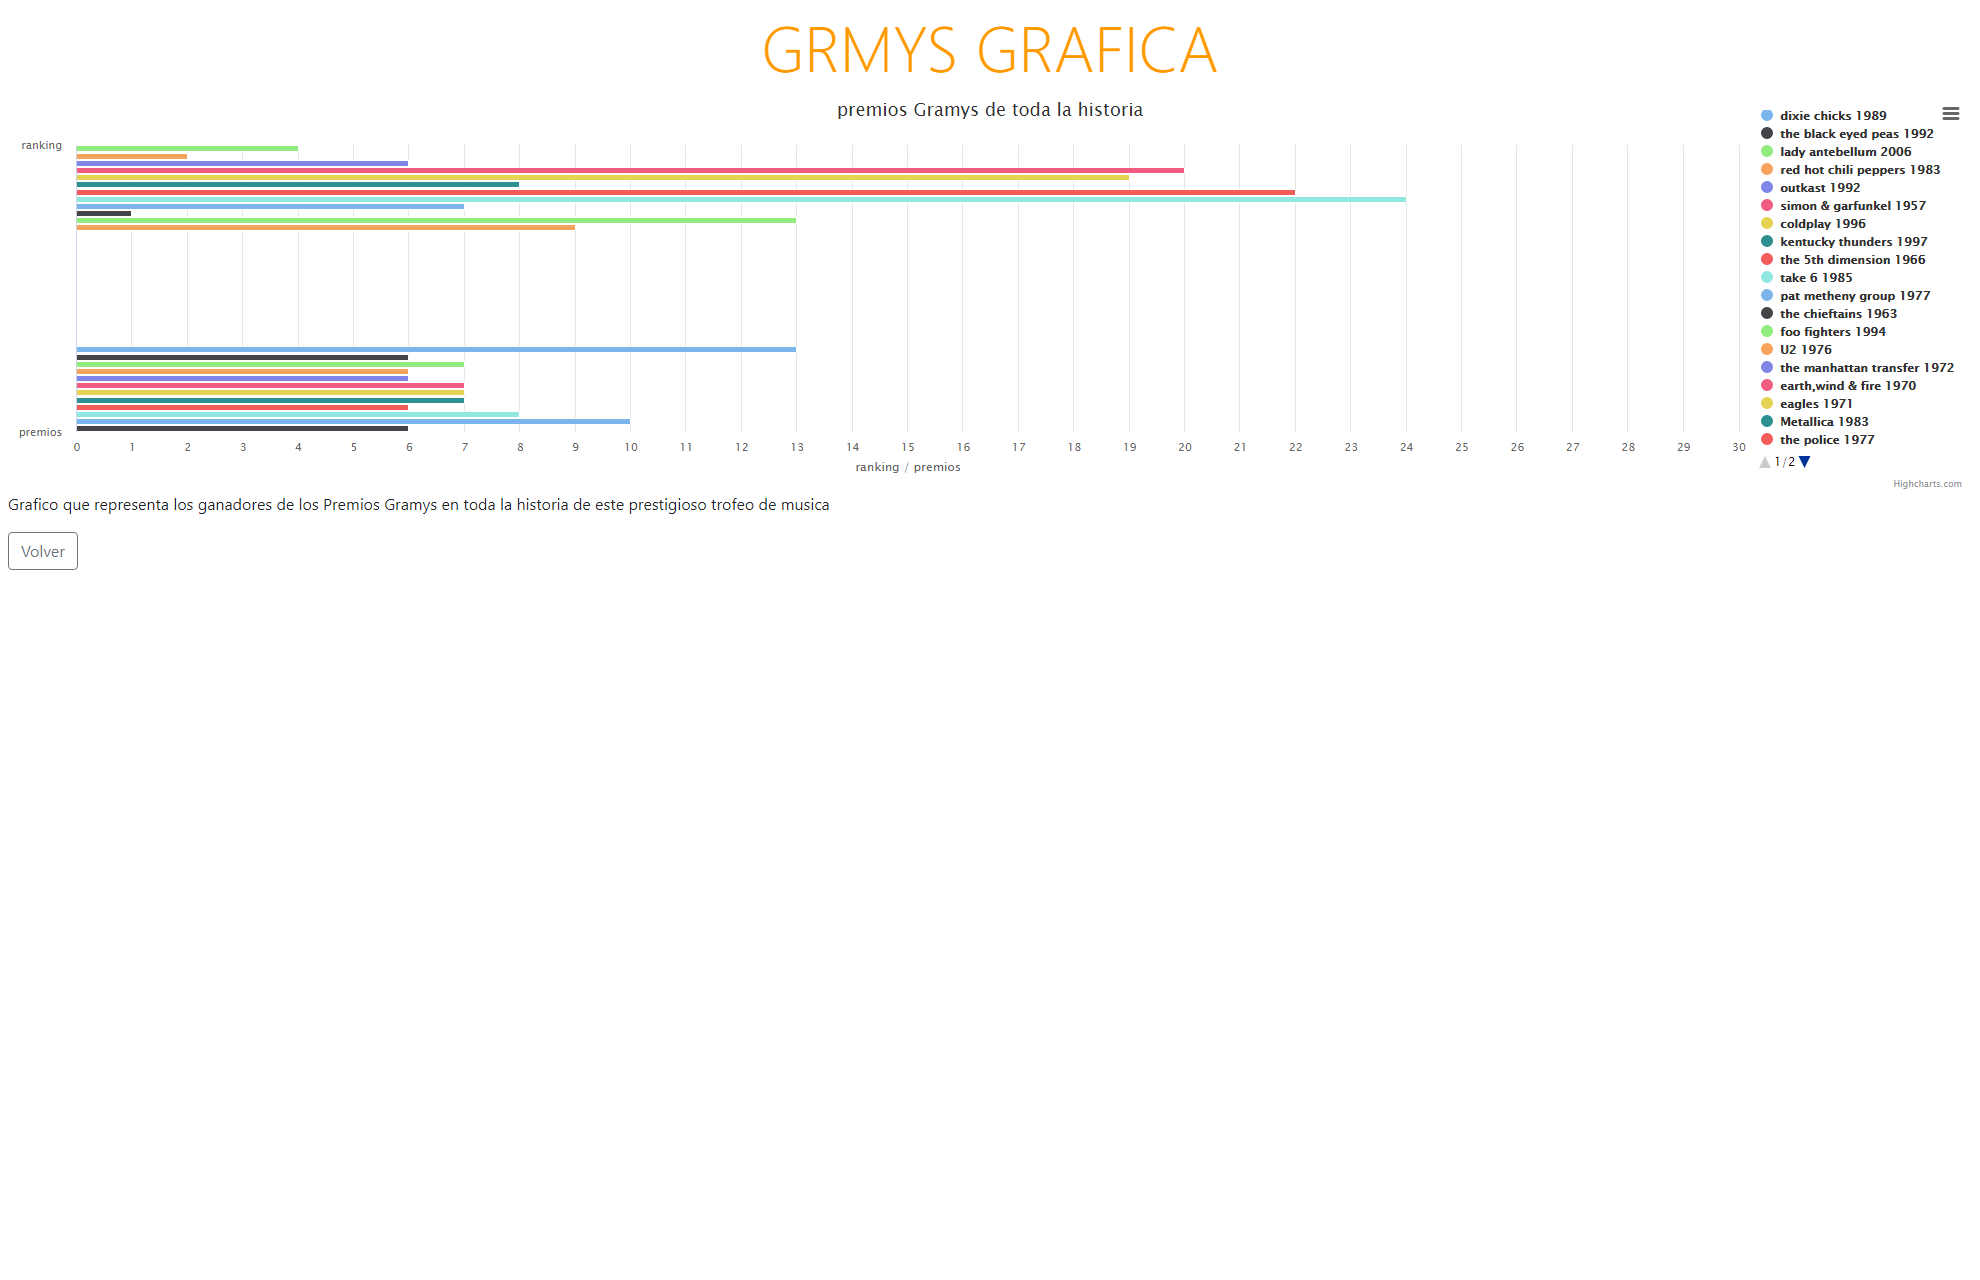 GRMYS GRAFICA
premios Gramys de toda la historia
ranking
premios
0 1 2 3 4 5 6 7 8 9 10 11 12 13 14 15 16 17 18 19 20 21 22 23 24 25 26 27 28 29 30
ranking / premios
dixie chicks 1989
the black eyed peas 1992
lady antebellum 2006
red hot chili peppers 1983
outkast 1992
simon & garfunkel 1957
coldplay 1996
kentucky thunders 1997
the 5th dimension 1966
take 6 1985
pat metheny group 1977
the chieftains 1963
foo fighters 1994
U2 1976
the manhattan transfer 1972
earth,wind & fire 1970
eagles 1971
Metallica 1983
the police 1977
1/2
Highcharts.com
Grafico que representa los ganadores de los Premios Gramys en toda la historia de este prestigioso trofeo de musica
Volver